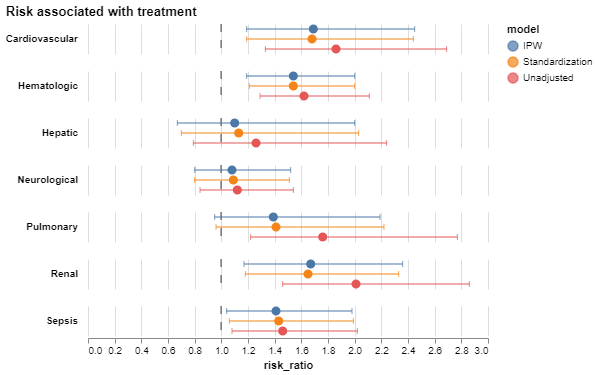 Risk associated with treatment
model
IPW
Standardization
Unadjusted
Cardiovascular
Hematologic
Hepatic
Neurological
Pulmonary
Renal
Sepsis
0.0 0.2 0.4 0.6 0.8 1.0 1.2 1.4 1.6 1.8 2.0 2.2 2.4 2.6 2.8 3.0
risk_ratio